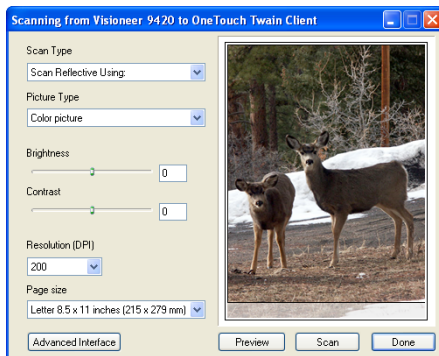 Scanning from Visioneer 9420 to OneTouch Twain Client
Scan Type
Scan Reflective Using:
Picture Type
Color picture
Brightness
0
Contrast
0
Resolution (DPI)
200
Page size
Letter 8.5 x 11 inches (215 x 279 mm)
Advanced Interface
Preview
Scan
Done